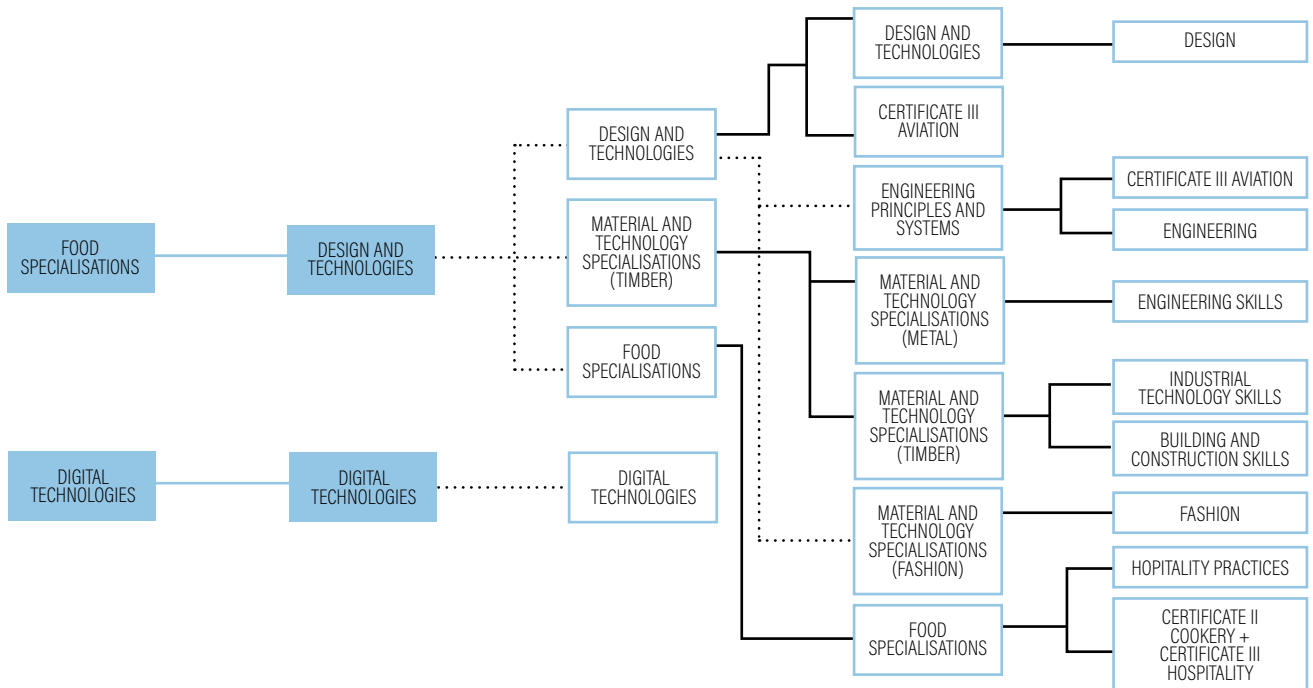 FOOD
SPECIALISATIONS
DESIGN AND
TECHNOLOGIES
DIGITAL
TECHNOLOGIES
DIGITAL
TECHNOLOGIES
DESIGN AND
TECHNOLOGIES
MATERIAL AND
TECHNOLOGY
SPECIALISATIONS
(TIMBER)
FOOD
SPECIALISATIONS
DIGITAL
TECHNOLOGIES
DESIGN AND
TECHNOLOGIES
CERTIFICATE III
AVIATION
ENGINEERING
PRINCIPLES AND
SYSTEMS
MATERIAL AND
TECHNOLOGY
SPECIALISATIONS
(METAL)
MATERIAL AND
TECHNOLOGY
SPECIALISATIONS
(TIMBER)
MATERIAL AND
TECHNOLOGY
SPECIALISATIONS
(FASHION)
FOOD
SPECIALISATIONS
DESIGN
CERTIFICATE III AVIATION
ENGINEERING
ENGINEERING SKILLS
INDUSTRIAL
TECHNOLOGY SKILLS
BUILDING AND
CONSTRUCTION SKILLS
FASHION
HOPITALITY PRACTICES
CERTIFICATE II
COOKERY +
CERTIFICATE III
HOSPITALITY